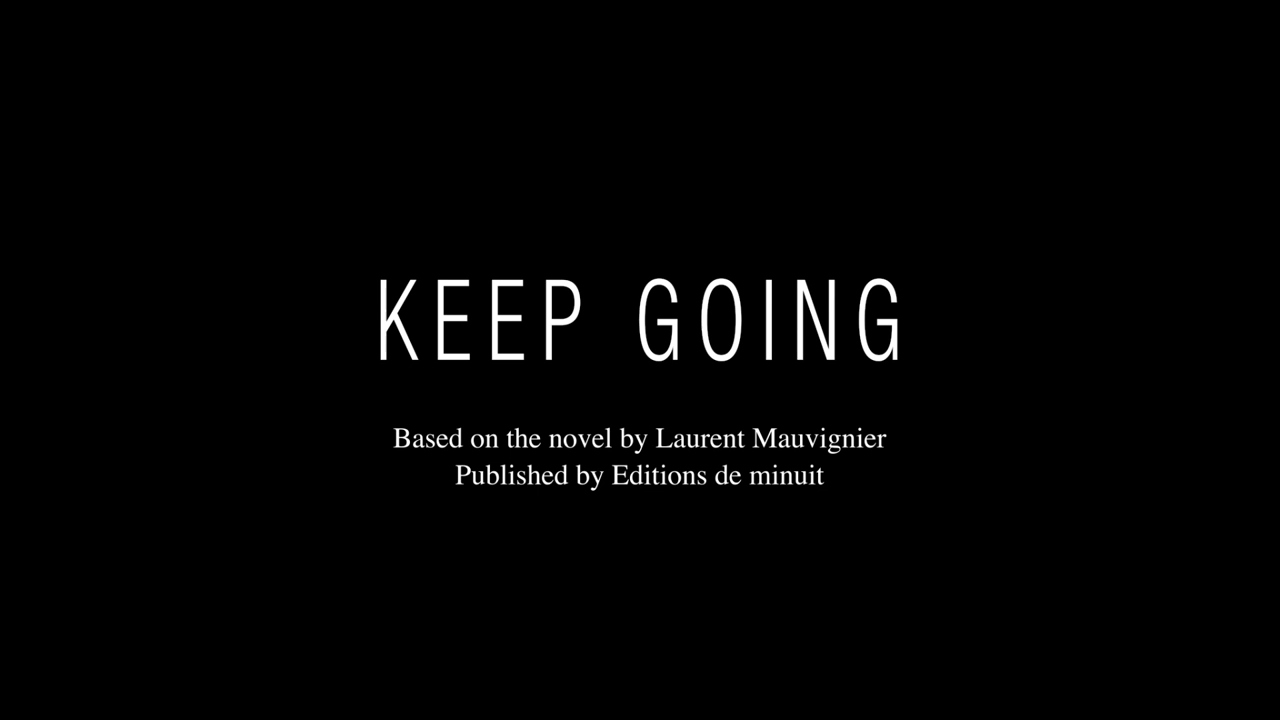 KEEP GOING
Based on the novel by Laurent Mauvignier
Published by Editions de minuit